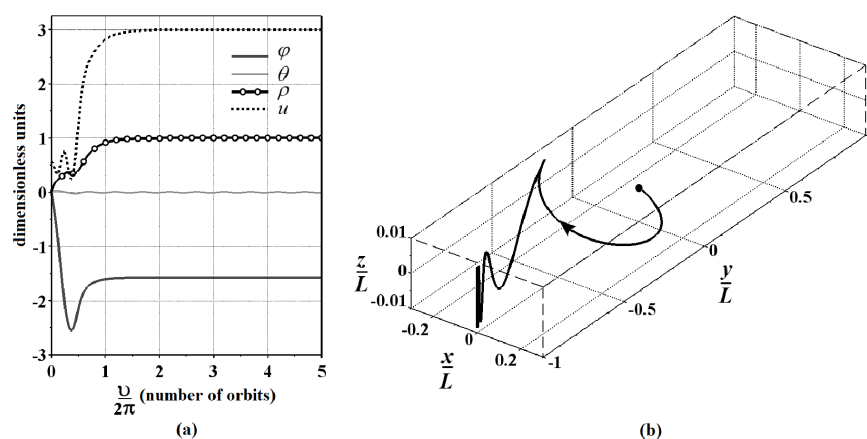 3
2
1
0
-1
-2
-3
dimensionless units
φ
θ
ρ
u
0 1 2 3 4 5
υ/2π (number of orbits)
(a)
0.01
0
-0.01
z/L
-0.2
0
0.2
x/L
-1
-0.5
0
0.5
y/L
(b)